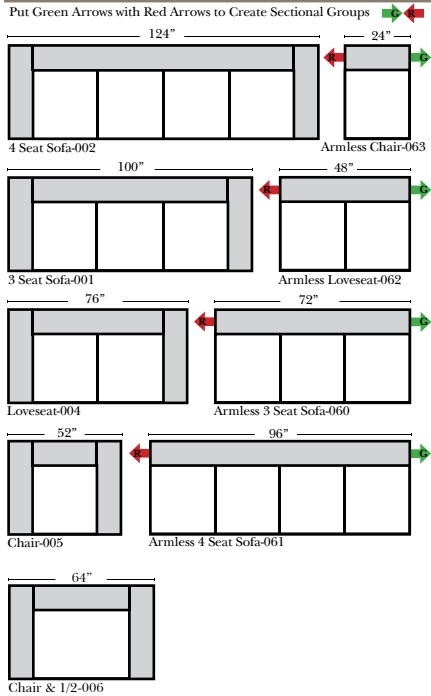 Put Green Arrows with Red Arrows to Create Sectional Groups G R
124” 24”
R G
4 Seat Sofa-002 Armless Chair-063
100” 48”
R G
3 Seat Sofa-001 Armless Loveseat-062
76” 72”
R G
Loveseat-004 Armless 3 Seat Sofa-060
52” 96”
R G
Chair-005 Armless 4 Seat Sofa-061
64”
Chair & 1/2-006